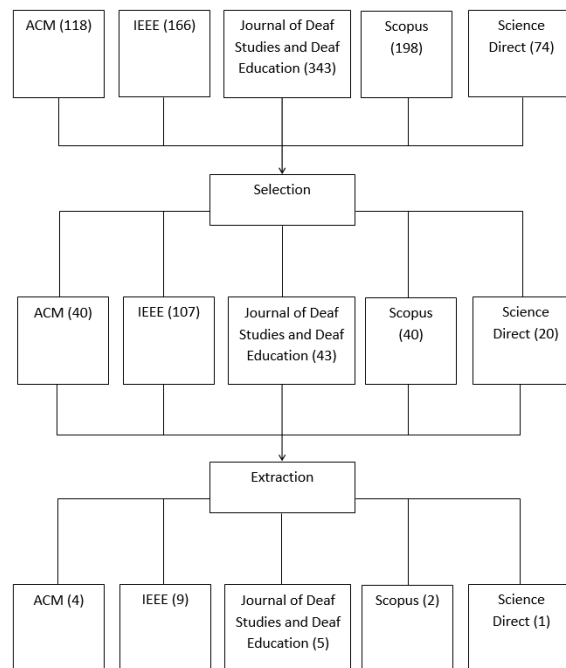 ACM (118)
IEEE (166)
Journal of Deaf
Studies and Deaf
Education (343)
Scopus
(198)
Science
Direct (74)
Selection
ACM (40)
IEEE (107)
Journal of Deaf
Studies and Deaf
Education (43)
Scopus
(40)
Science
Direct (20)
Extraction
ACM (4)
IEEE (9)
Journal of Deaf
Studies and Deaf
Education (5)
Scopus (2)
Science
Direct (1)